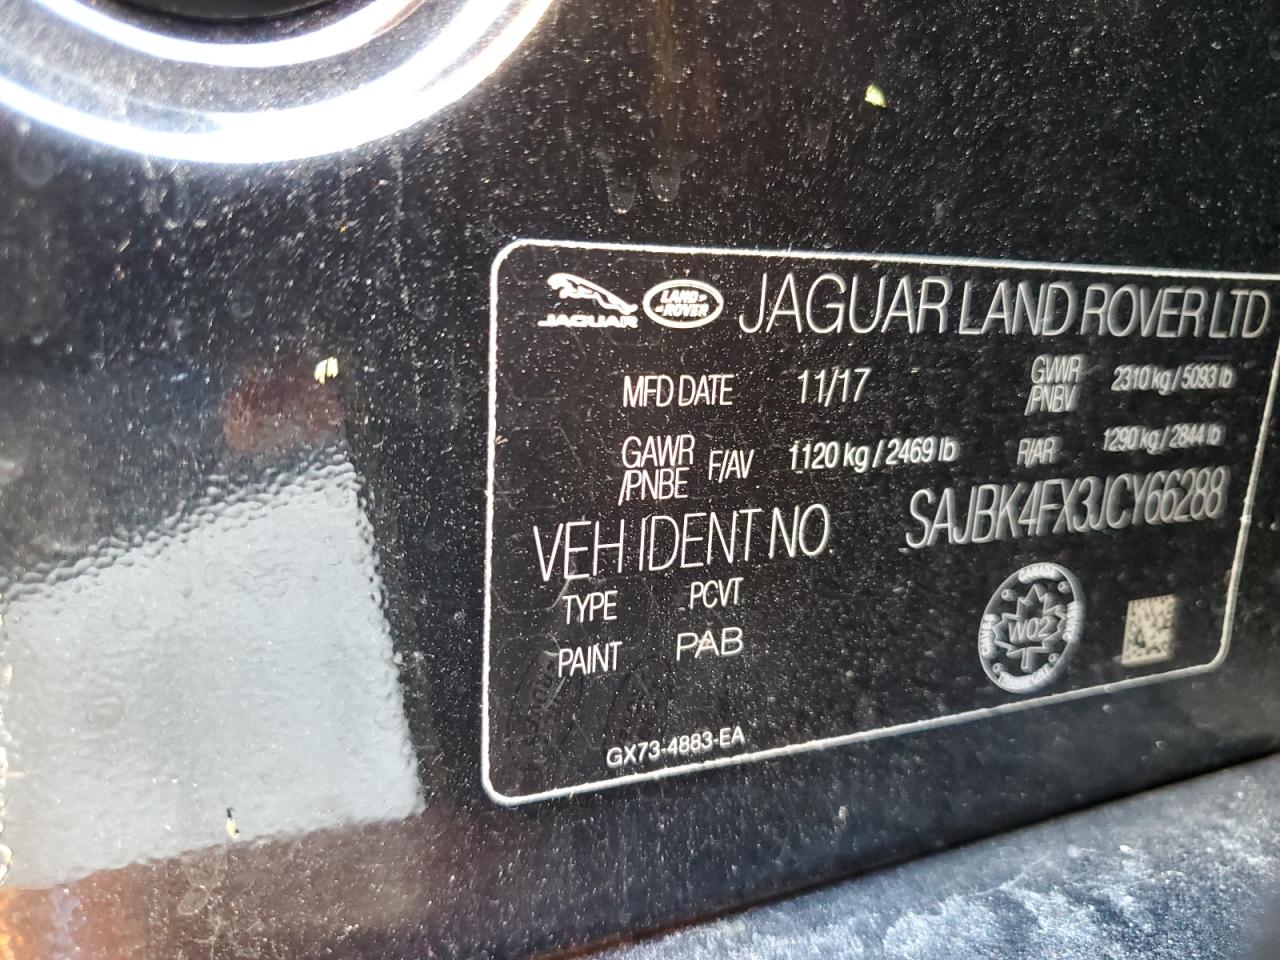 JAGUAR LAND ROVER JAGUAR LAND ROVER LTD
MFD DATE 11/17 GVWR /PNBV 2310 kg / 5093 lb
GAWR /PNBE F/AV 1120 kg / 2469 lb R/AR 1290 kg / 2844 lb
VEH IDENT NO. SAJBK4FX3JCY66288
TYPE PCVT
PAINT PAB
CANADA
W02
GX73-4883-EA